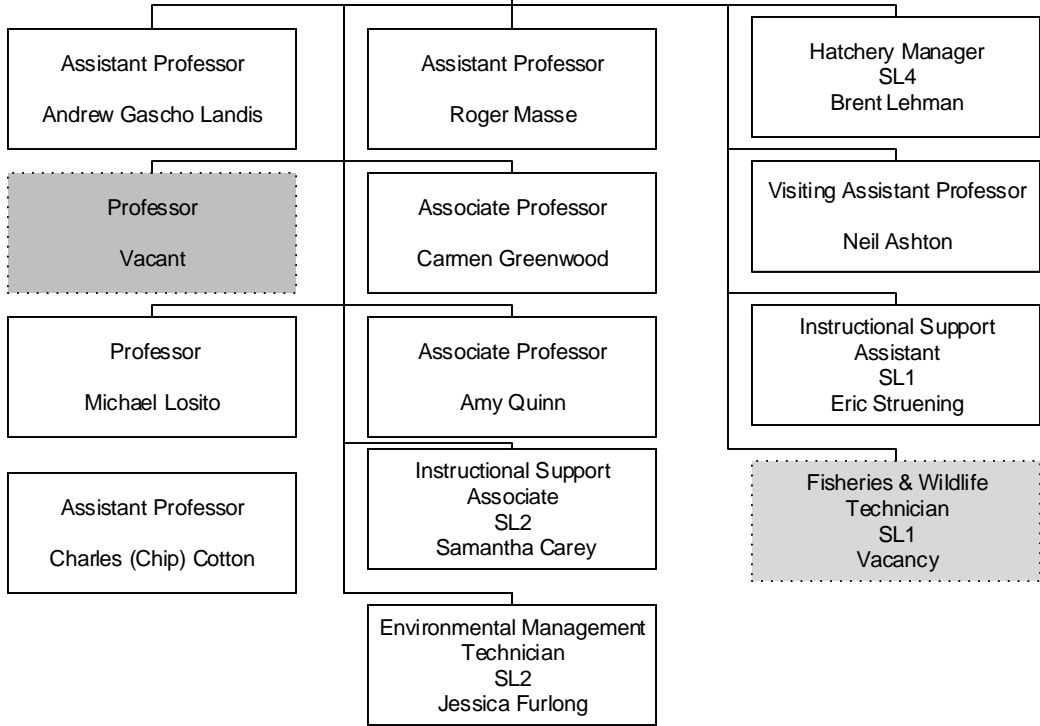 Assistant Professor
Andrew Gascho Landis
Assistant Professor
Roger Masse
Hatchery Manager
SL4
Brent Lehman
Professor
Vacant
Associate Professor
Carmen Greenwood
Visiting Assistant Professor
Neil Ashton
Professor
Michael Losito
Associate Professor
Amy Quinn
Instructional Support
Assistant
SL1
Eric Struening
Assistant Professor
Charles (Chip) Cotton
Instructional Support
Associate
SL2
Samantha Carey
Fisheries & Wildlife
Technician
SL1
Vacancy
Environmental Management
Technician
SL2
Jessica Furlong